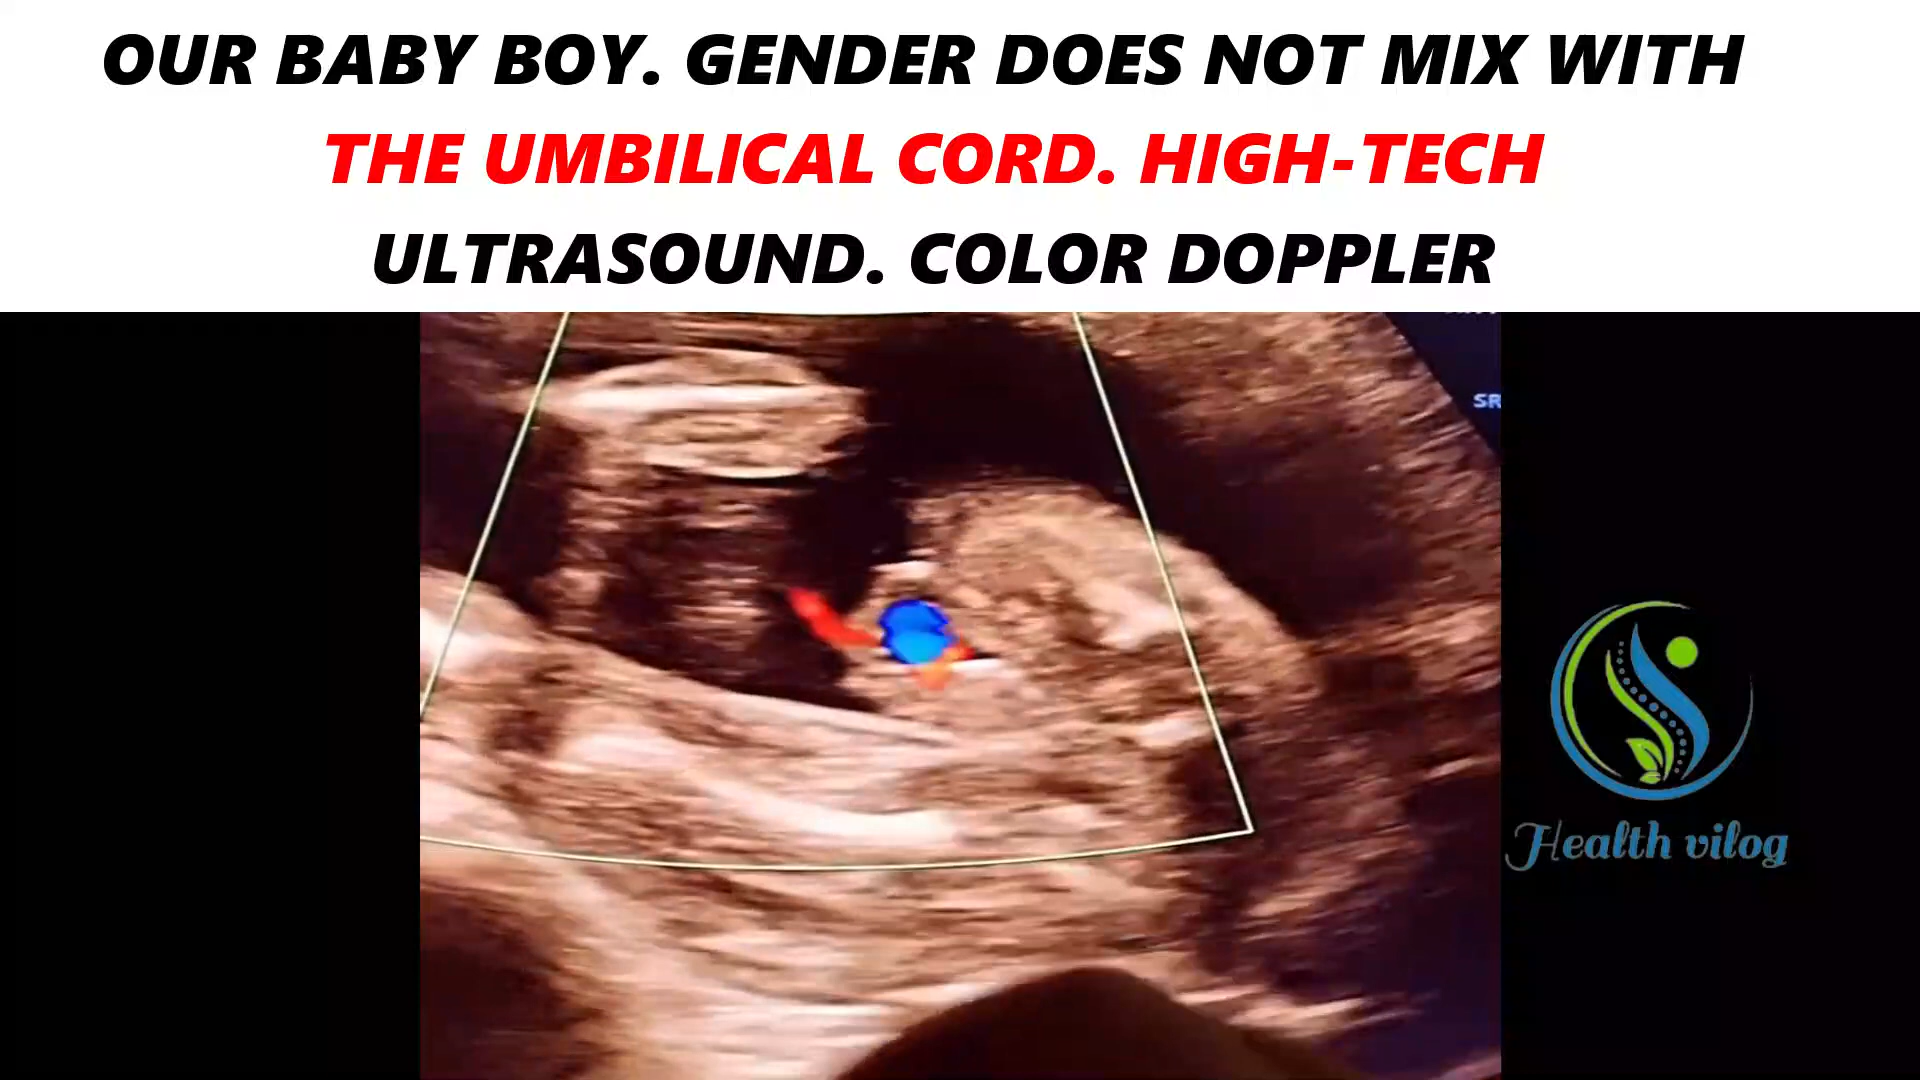 OUR BABY BOY. GENDER DOES NOT MIX WITH
THE UMBILICAL CORD. HIGH-TECH
ULTRASOUND. COLOR DOPPLER
SR
Health vilog